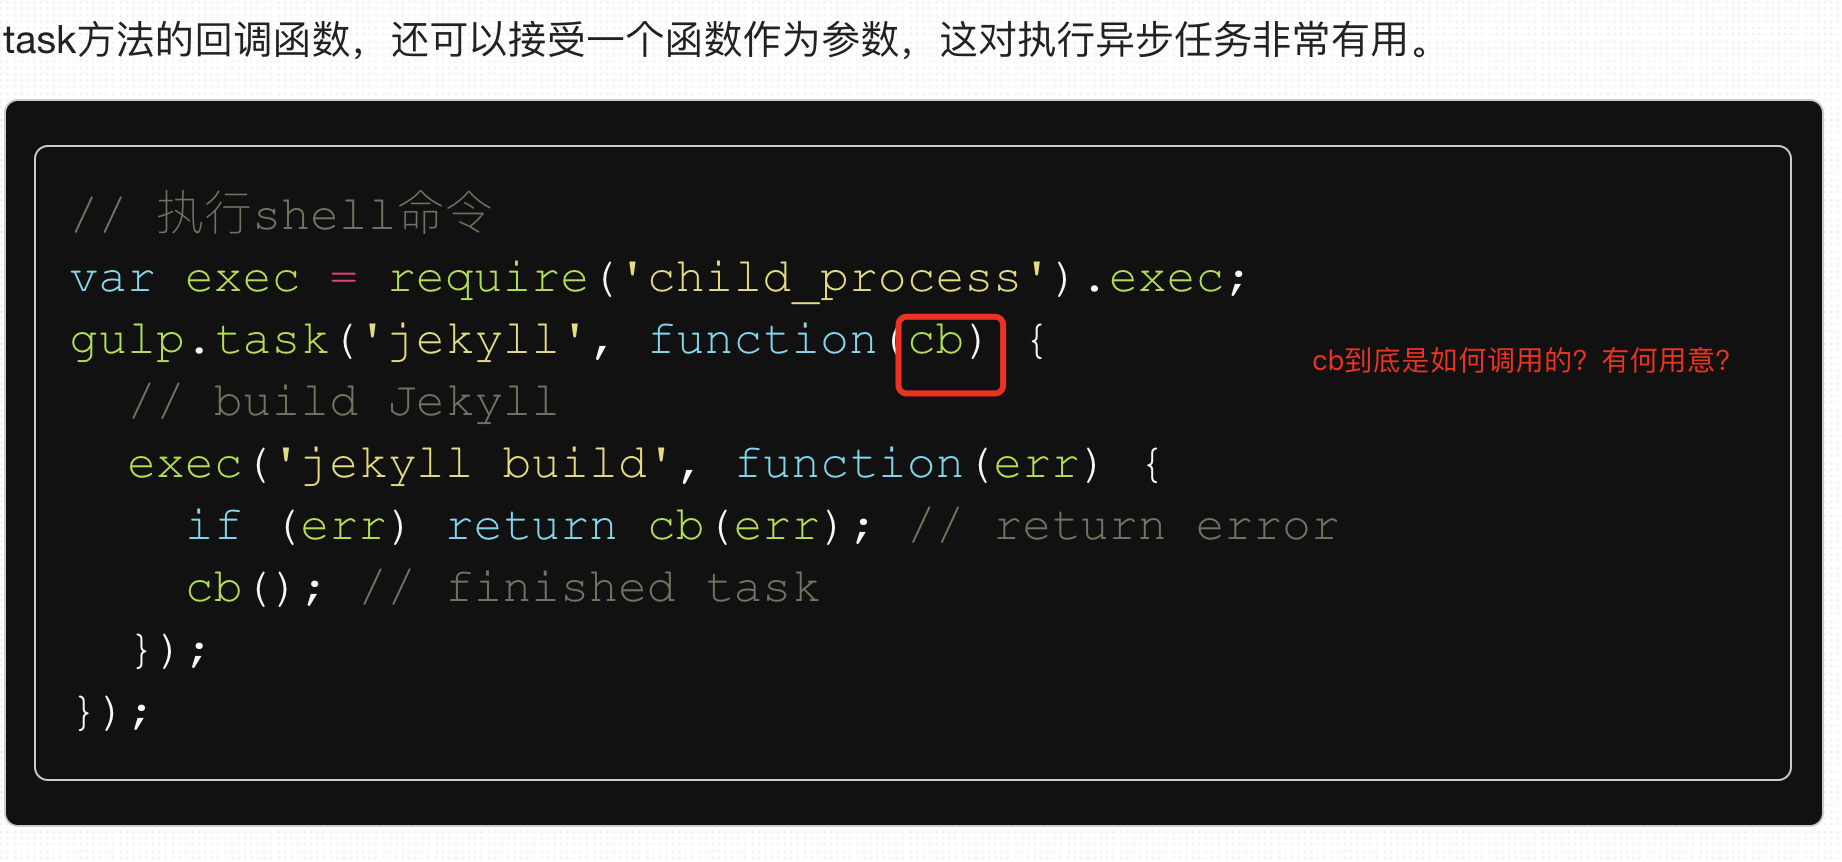 task方法的回调函数，还可以接受一个函数作为参数，这对执行异步任务非常有用。
// 执行shell命令
var exec = require('child_process').exec;
gulp.task('jekyll', function(cb) {
cb到底是如何调用的？有何用意？
  // build Jekyll
  exec('jekyll build', function(err) {
    if (err) return cb(err); // return error
    cb(); // finished task
  });
});